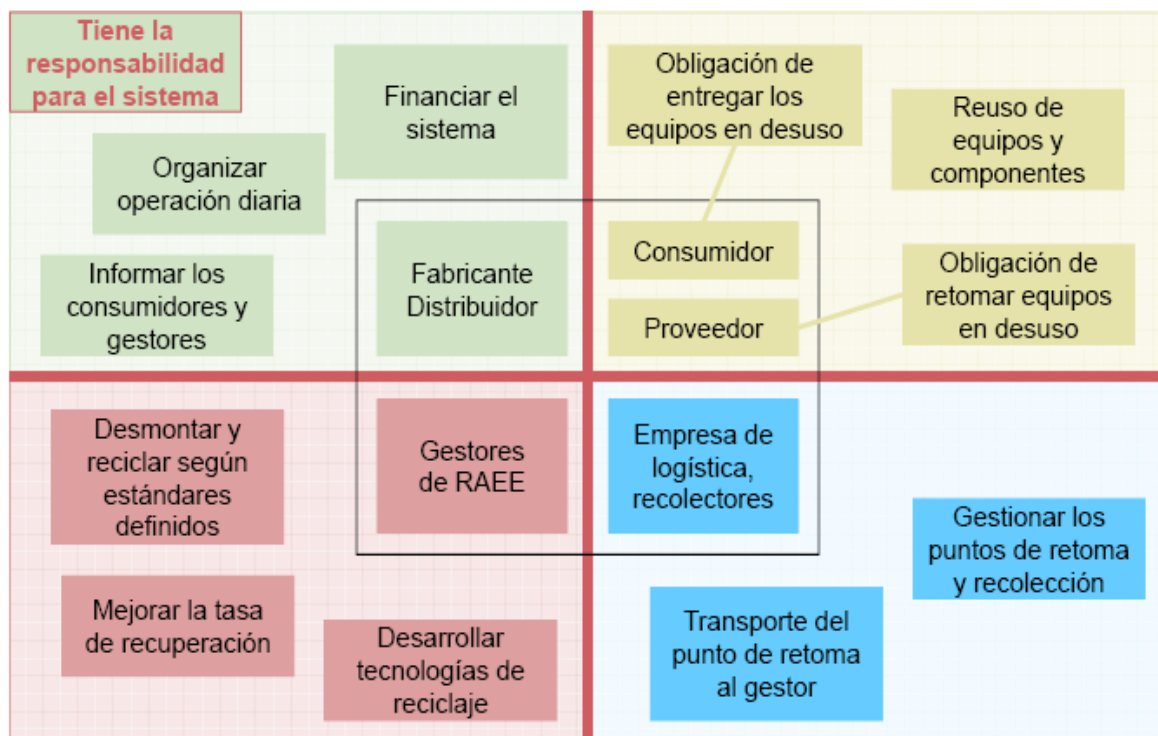 Tiene la
responsabilidad
para el sistema
Financiar el
sistema
Organizar
operación diaria
Informar los
consumidores y
gestores
Fabricante
Distribuidor
Obligación de
entregar los
equipos en desuso
Reuso de
equipos y
componentes
Consumidor
Proveedor
Obligación de
retomar equipos
en desuso
Desmontar y
reciclar según
estándares
definidos
Gestores
de RAEE
Mejorar la tasa
de recuperación
Desarrollar
tecnologías de
reciclaje
Empresa de
logística,
recolectores
Gestionar los
puntos de retoma
y recolección
Transporte del
punto de retoma
al gestor